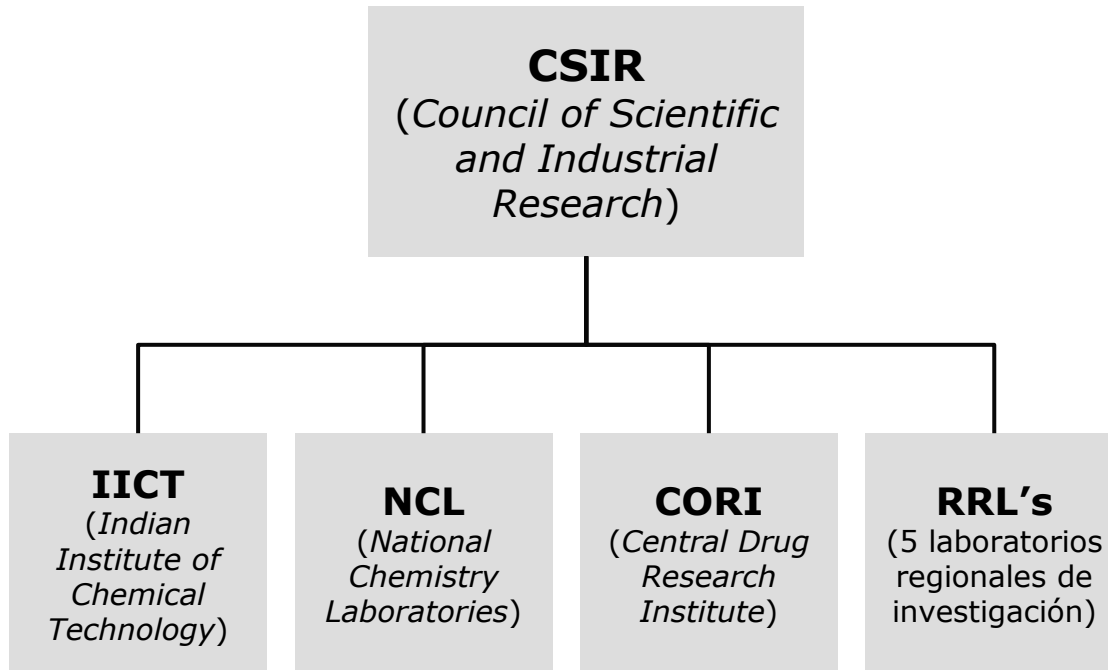 CSIR
(Council of Scientific
and Industrial
Research)
IICT
(Indian
Institute of
Chemical
Technology)
NCL
(National
Chemistry
Laboratories)
CORI
(Central Drug
Research
Institute)
RRL’s
(5 laboratorios
regionales de
investigación)